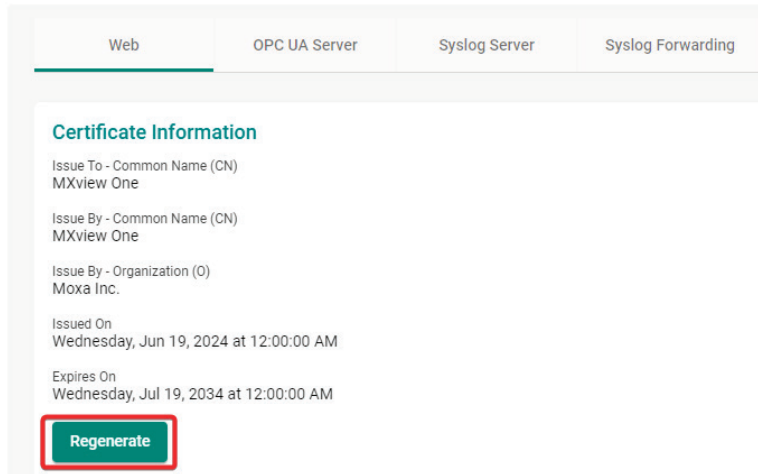 Web OPC UA Server Syslog Server Syslog Forwarding
Certificate Information
Issue To - Common Name (CN)
MXview One
Issue By - Common Name (CN)
MXview One
Issue By - Organization (O)
Moxa Inc.
Issued On
Wednesday, Jun 19, 2024 at 12:00:00 AM
Expires On
Wednesday, Jul 19, 2034 at 12:00:00 AM
Regenerate